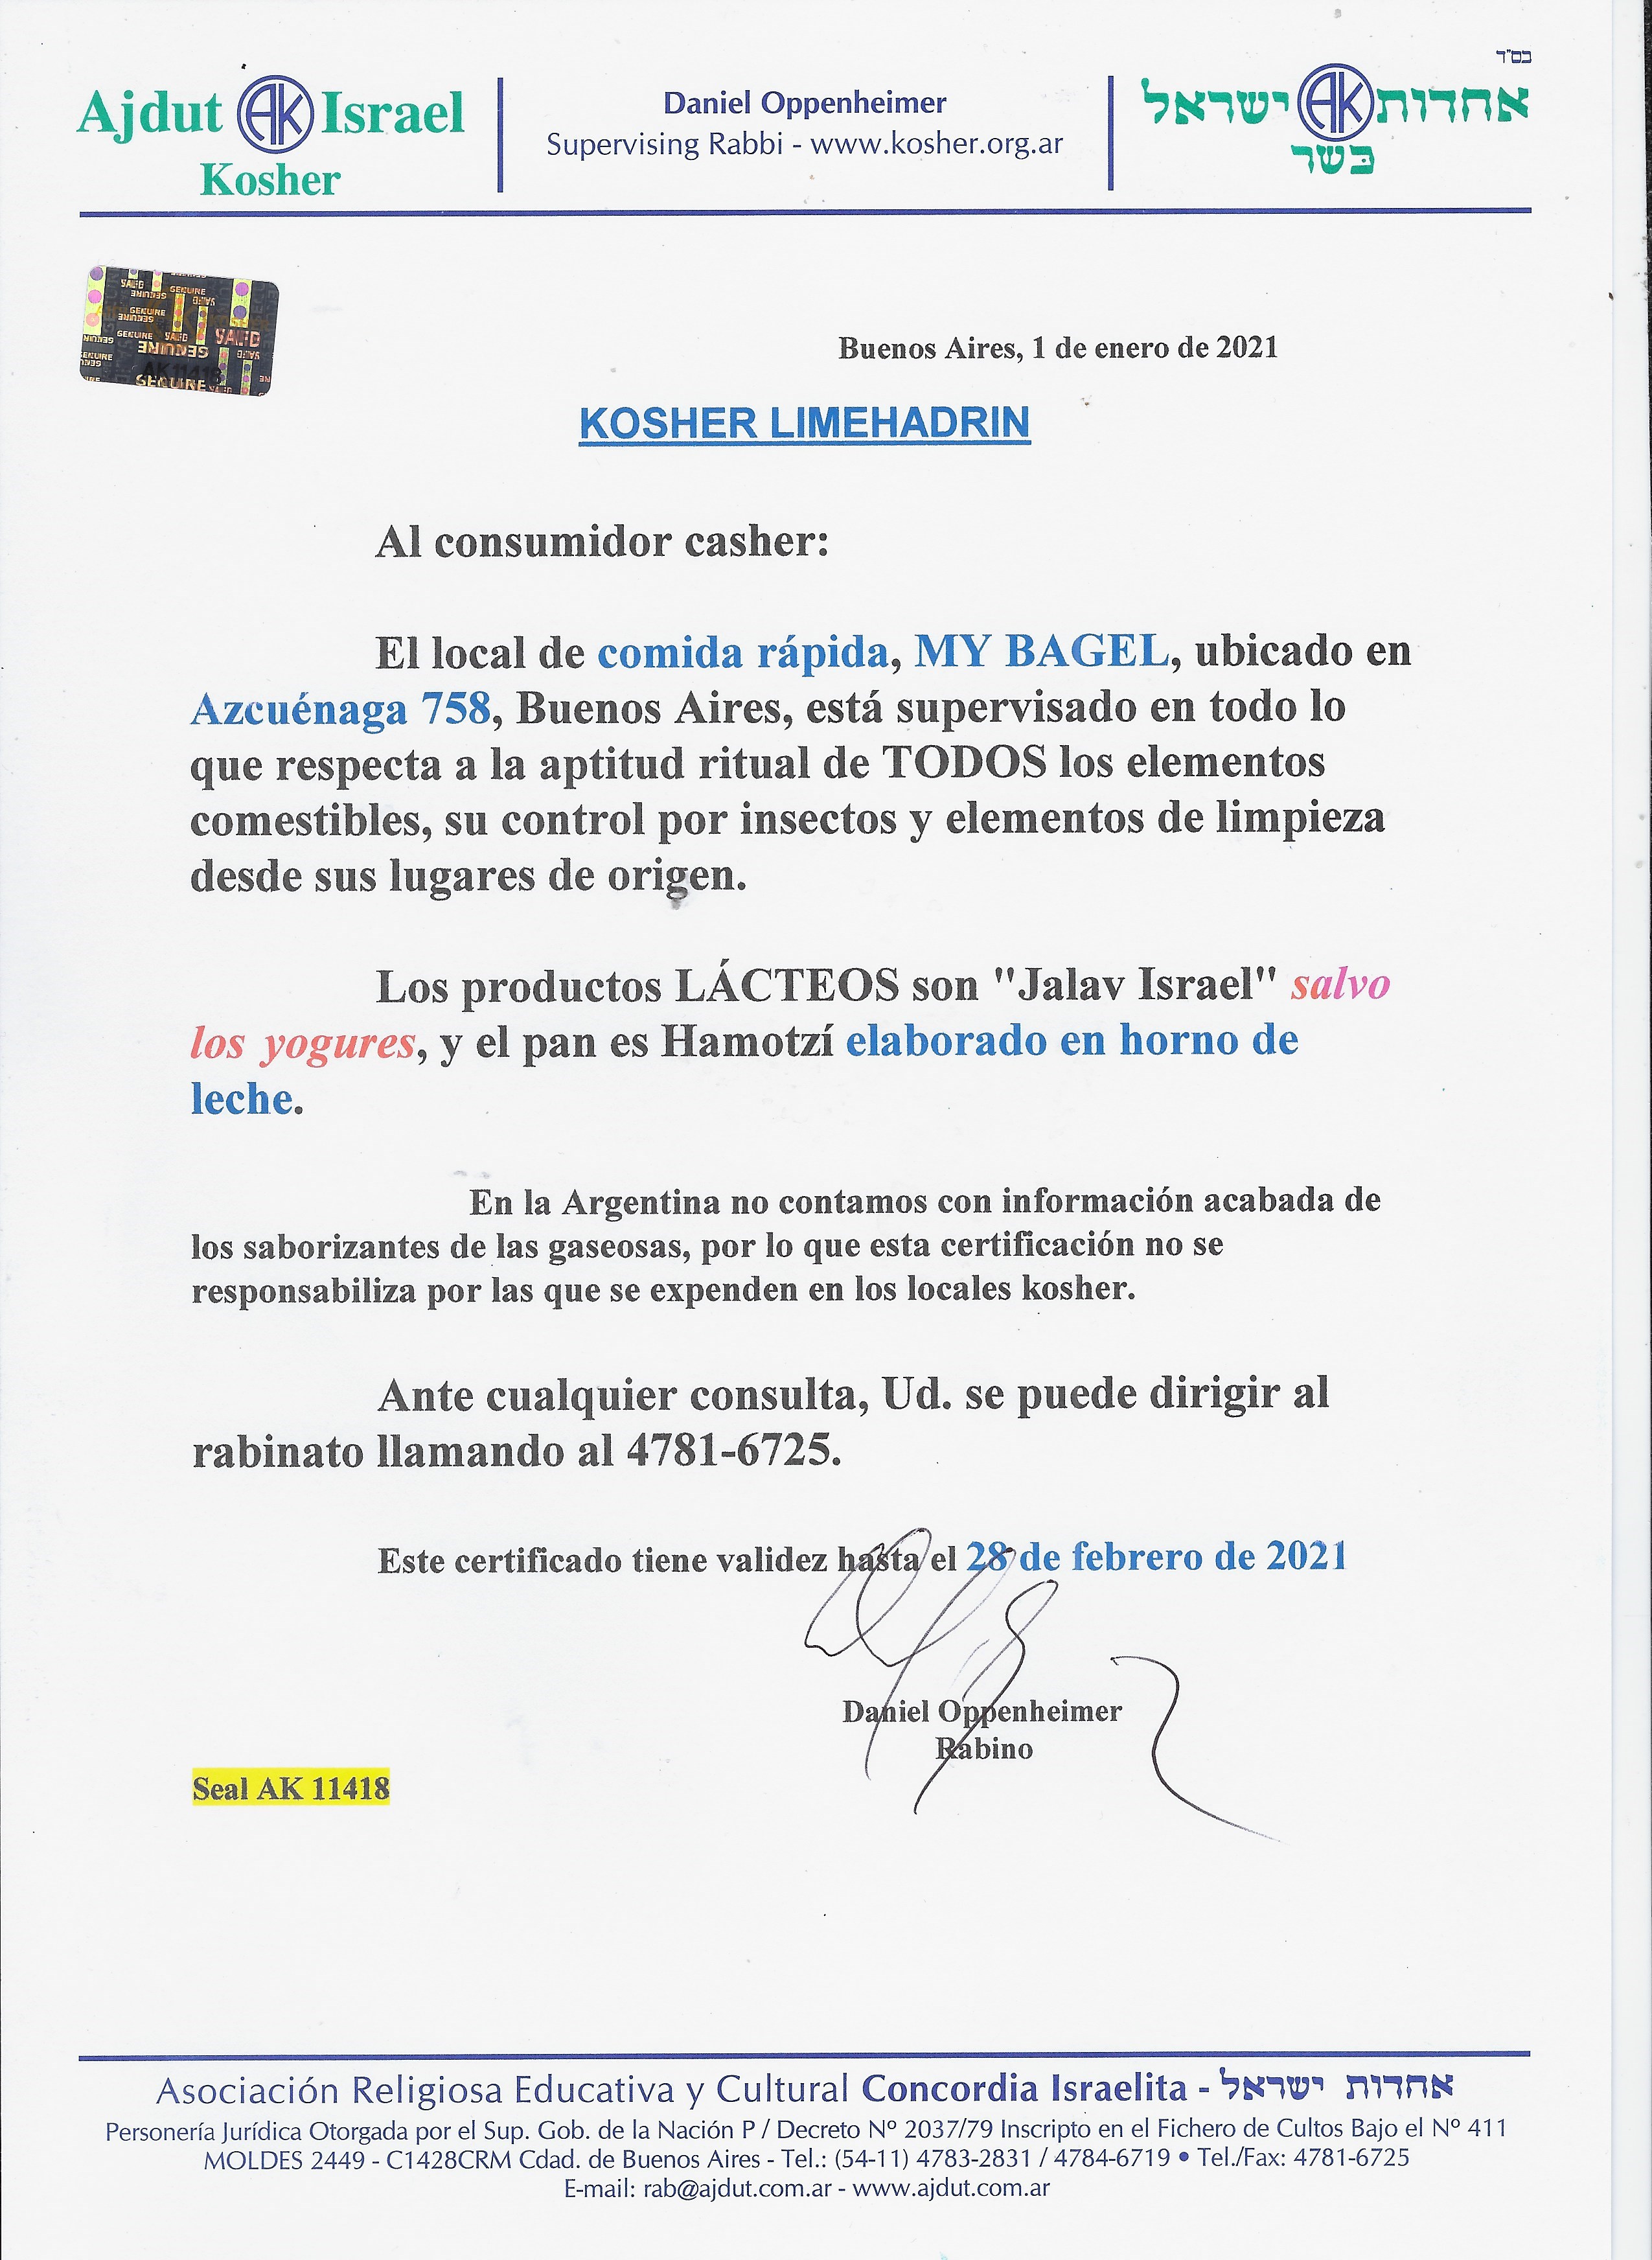 בס"ד
Ajdut AK Israel
Kosher
Daniel Oppenheimer
Supervising Rabbi - www.kosher.org.ar
אחדות AK ישראל
כשר
GENUINE
VALID
AK11418
Buenos Aires, 1 de enero de 2021
KOSHER LIMEHADRIN
Al consumidor casher:
El local de comida rápida, MY BAGEL, ubicado en
Azcuénaga 758, Buenos Aires, está supervisado en todo lo
que respecta a la aptitud ritual de TODOS los elementos
comestibles, su control por insectos y elementos de limpieza
desde sus lugares de origen.
Los productos LÁCTEOS son "Jalav Israel" salvo
los yogures, y el pan es Hamotzí elaborado en horno de
leche.
En la Argentina no contamos con información acabada de
los saborizantes de las gaseosas, por lo que esta certificación no se
responsabiliza por las que se expenden en los locales kosher.
Ante cualquier consulta, Ud. se puede dirigir al
rabinato llamando al 4781-6725.
Este certificado tiene validez hasta el 28 de febrero de 2021
Daniel Oppenheimer
Rabino
Seal AK 11418
Asociación Religiosa Educativa y Cultural Concordia Israelita - אחדות ישראל
Personería Jurídica Otorgada por el Sup. Gob. de la Nación P / Decreto Nº 2037/79 Inscripto en el Fichero de Cultos Bajo el Nº 411
MOLDES 2449 - C1428CRM Cdad. de Buenos Aires - Tel.: (54-11) 4783-2831 / 4784-6719 • Tel./Fax: 4781-6725
E-mail: rab@ajdut.com.ar - www.ajdut.com.ar